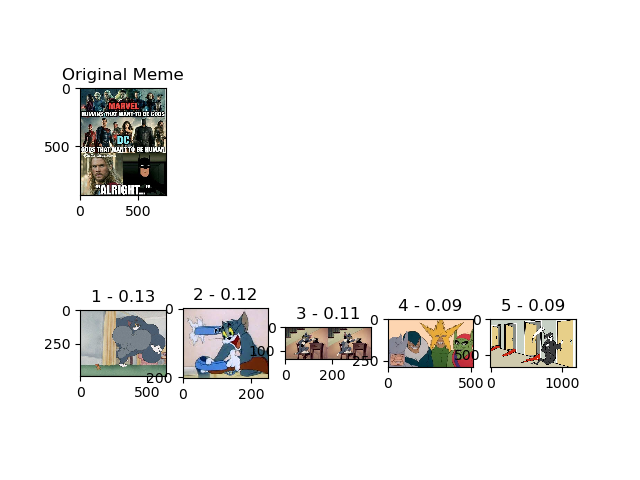 Original Meme
0
500
0
500
MARVEL
HUMANS THAT WANT TO BE GODS
DC
GODS THAT WANT TO BE HUMAN
"ALRIGHT..."
1 - 0.13
0
250
0
500
2 - 0.12
0
200
0
200
3 - 0.11
0
100
0
200
4 - 0.09
0
250
0
500
5 - 0.09
0
500
0
1000